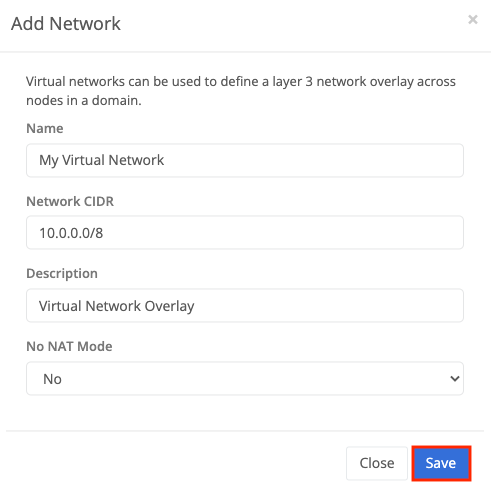 Add Network
×
Virtual networks can be used to define a layer 3 network overlay across
nodes in a domain.
Name
My Virtual Network
Network CIDR
10.0.0.0/8
Description
Virtual Network Overlay
No NAT Mode
No
Close Save